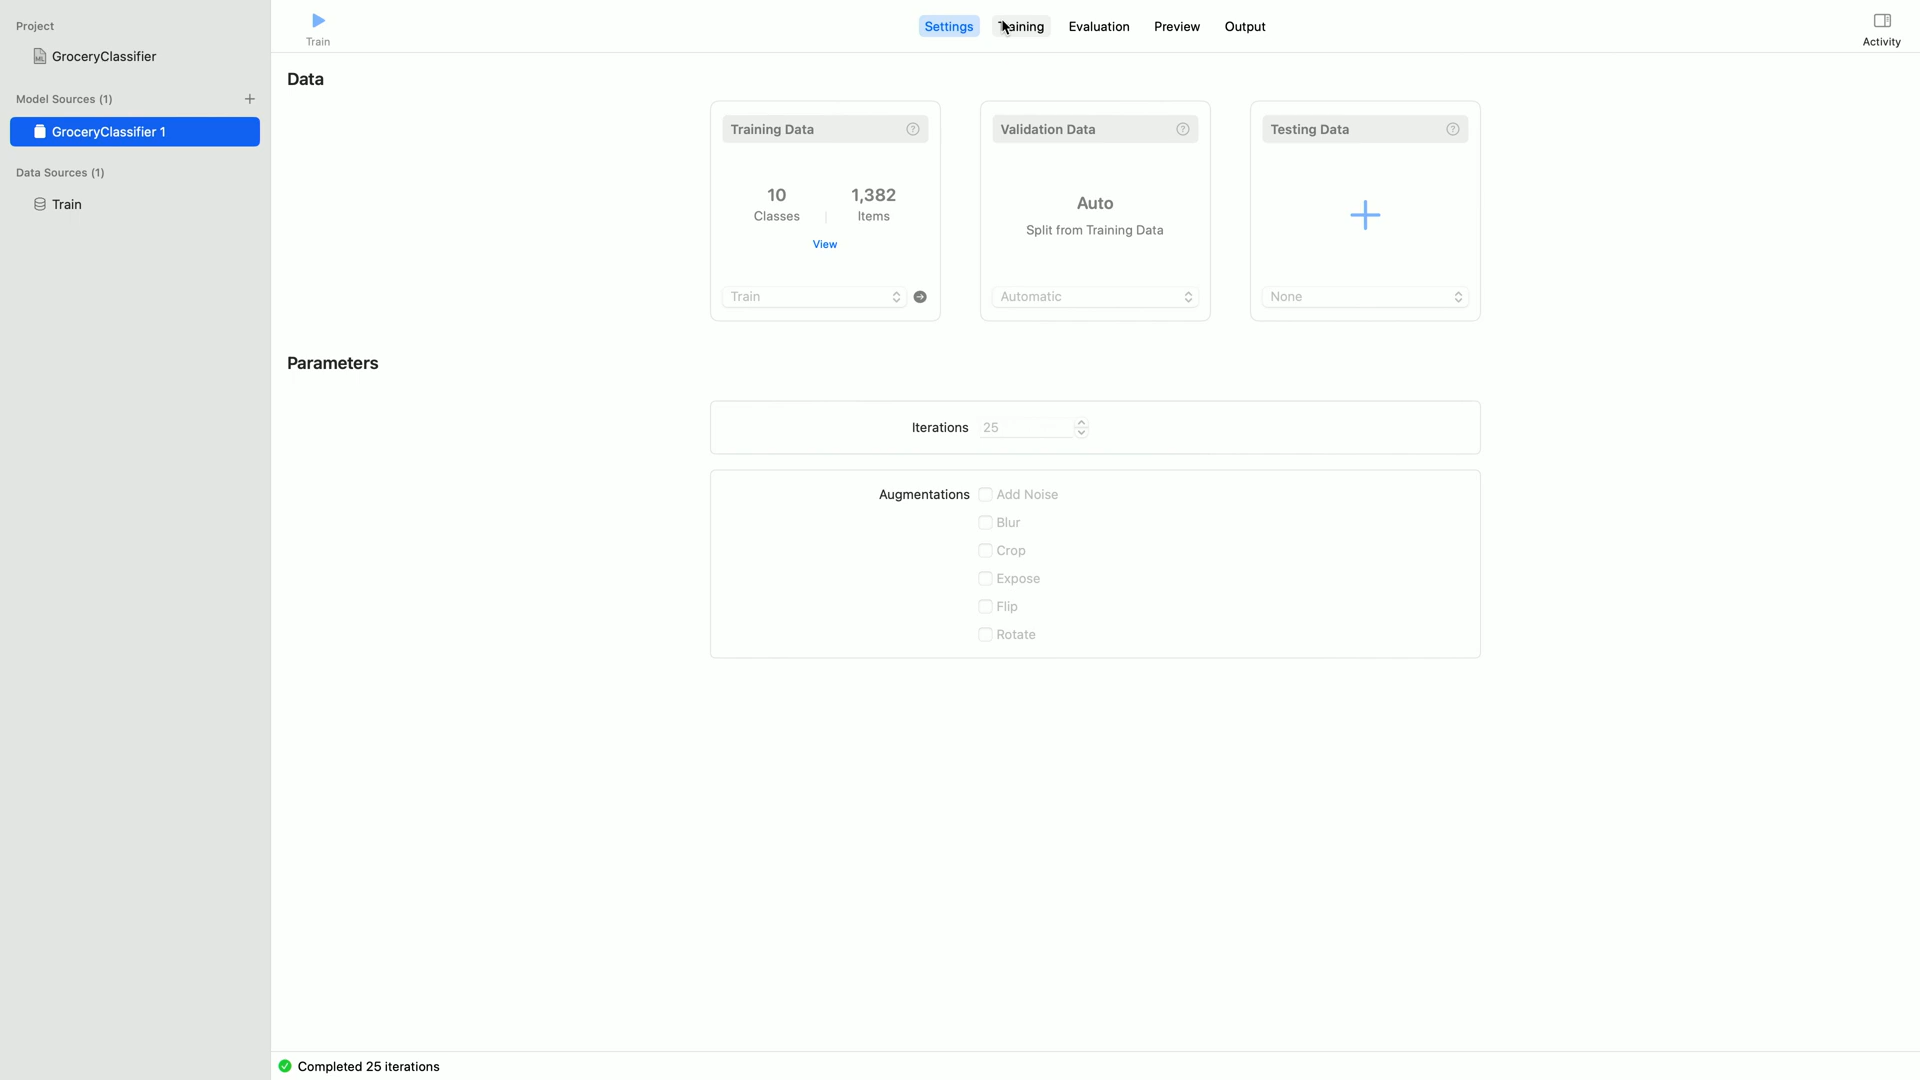 Project
GroceryClassifier
Model Sources (1)
GroceryClassifier 1
Data Sources (1)
Train
Train
Settings
Evaluation
Preview
Output
Activity
Data
Training Data
10
Classes
1,382
Items
View
Train
Validation Data
Auto
Split from Training Data
Automatic
Testing Data
None
Parameters
Iterations 25
Augmentations Add Noise
Blur
Crop
Expose
Flip
Rotate
Completed 25 iterations